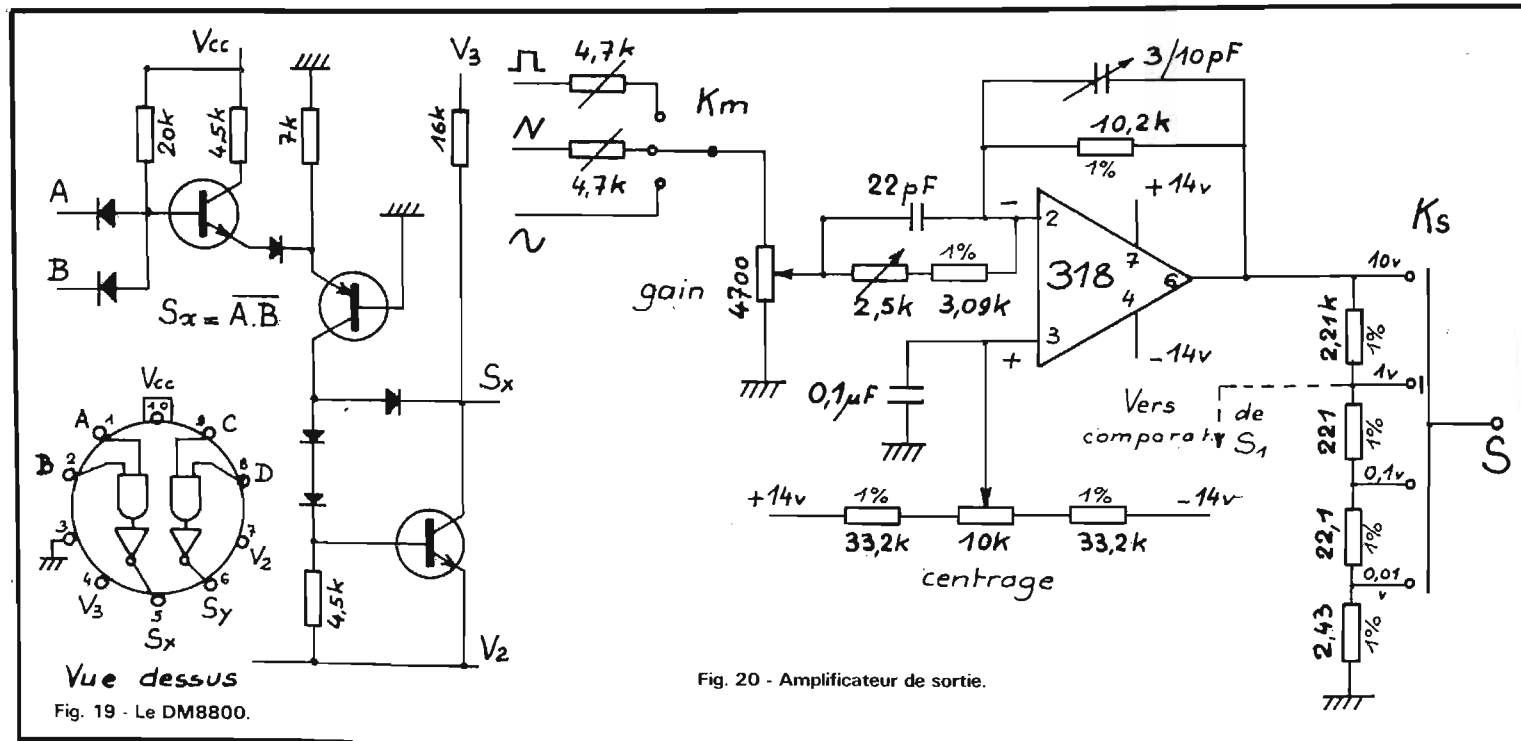 Vcc
20k
4,5k
7k
V3
16k
A
B
Sx = A.B
Vcc
10
A 1
9 C
B 2
8 D
3
7
V2
4
V3
5
Sx
6
Sy
Sx
4,5k
V2
Vue dessus
Fig. 19 - Le DM8800.
4,7k
N
4,7k
Km
3/10pF
10,2k
1%
22pF
+14v
- 2
7
318
6
4
3
+
-14v
gain
4700
2,5k
1%
3,09k
0,1µF
Ks
10v
2,21k
1%
1v
Vers
comparat
de
S1
221
1%
0,1v
22,1
1%
0,01
v
2,43
1%
S
+14v
1%
33,2k
10k
1%
33,2k
-14v
centrage
Fig. 20 - Amplificateur de sortie.